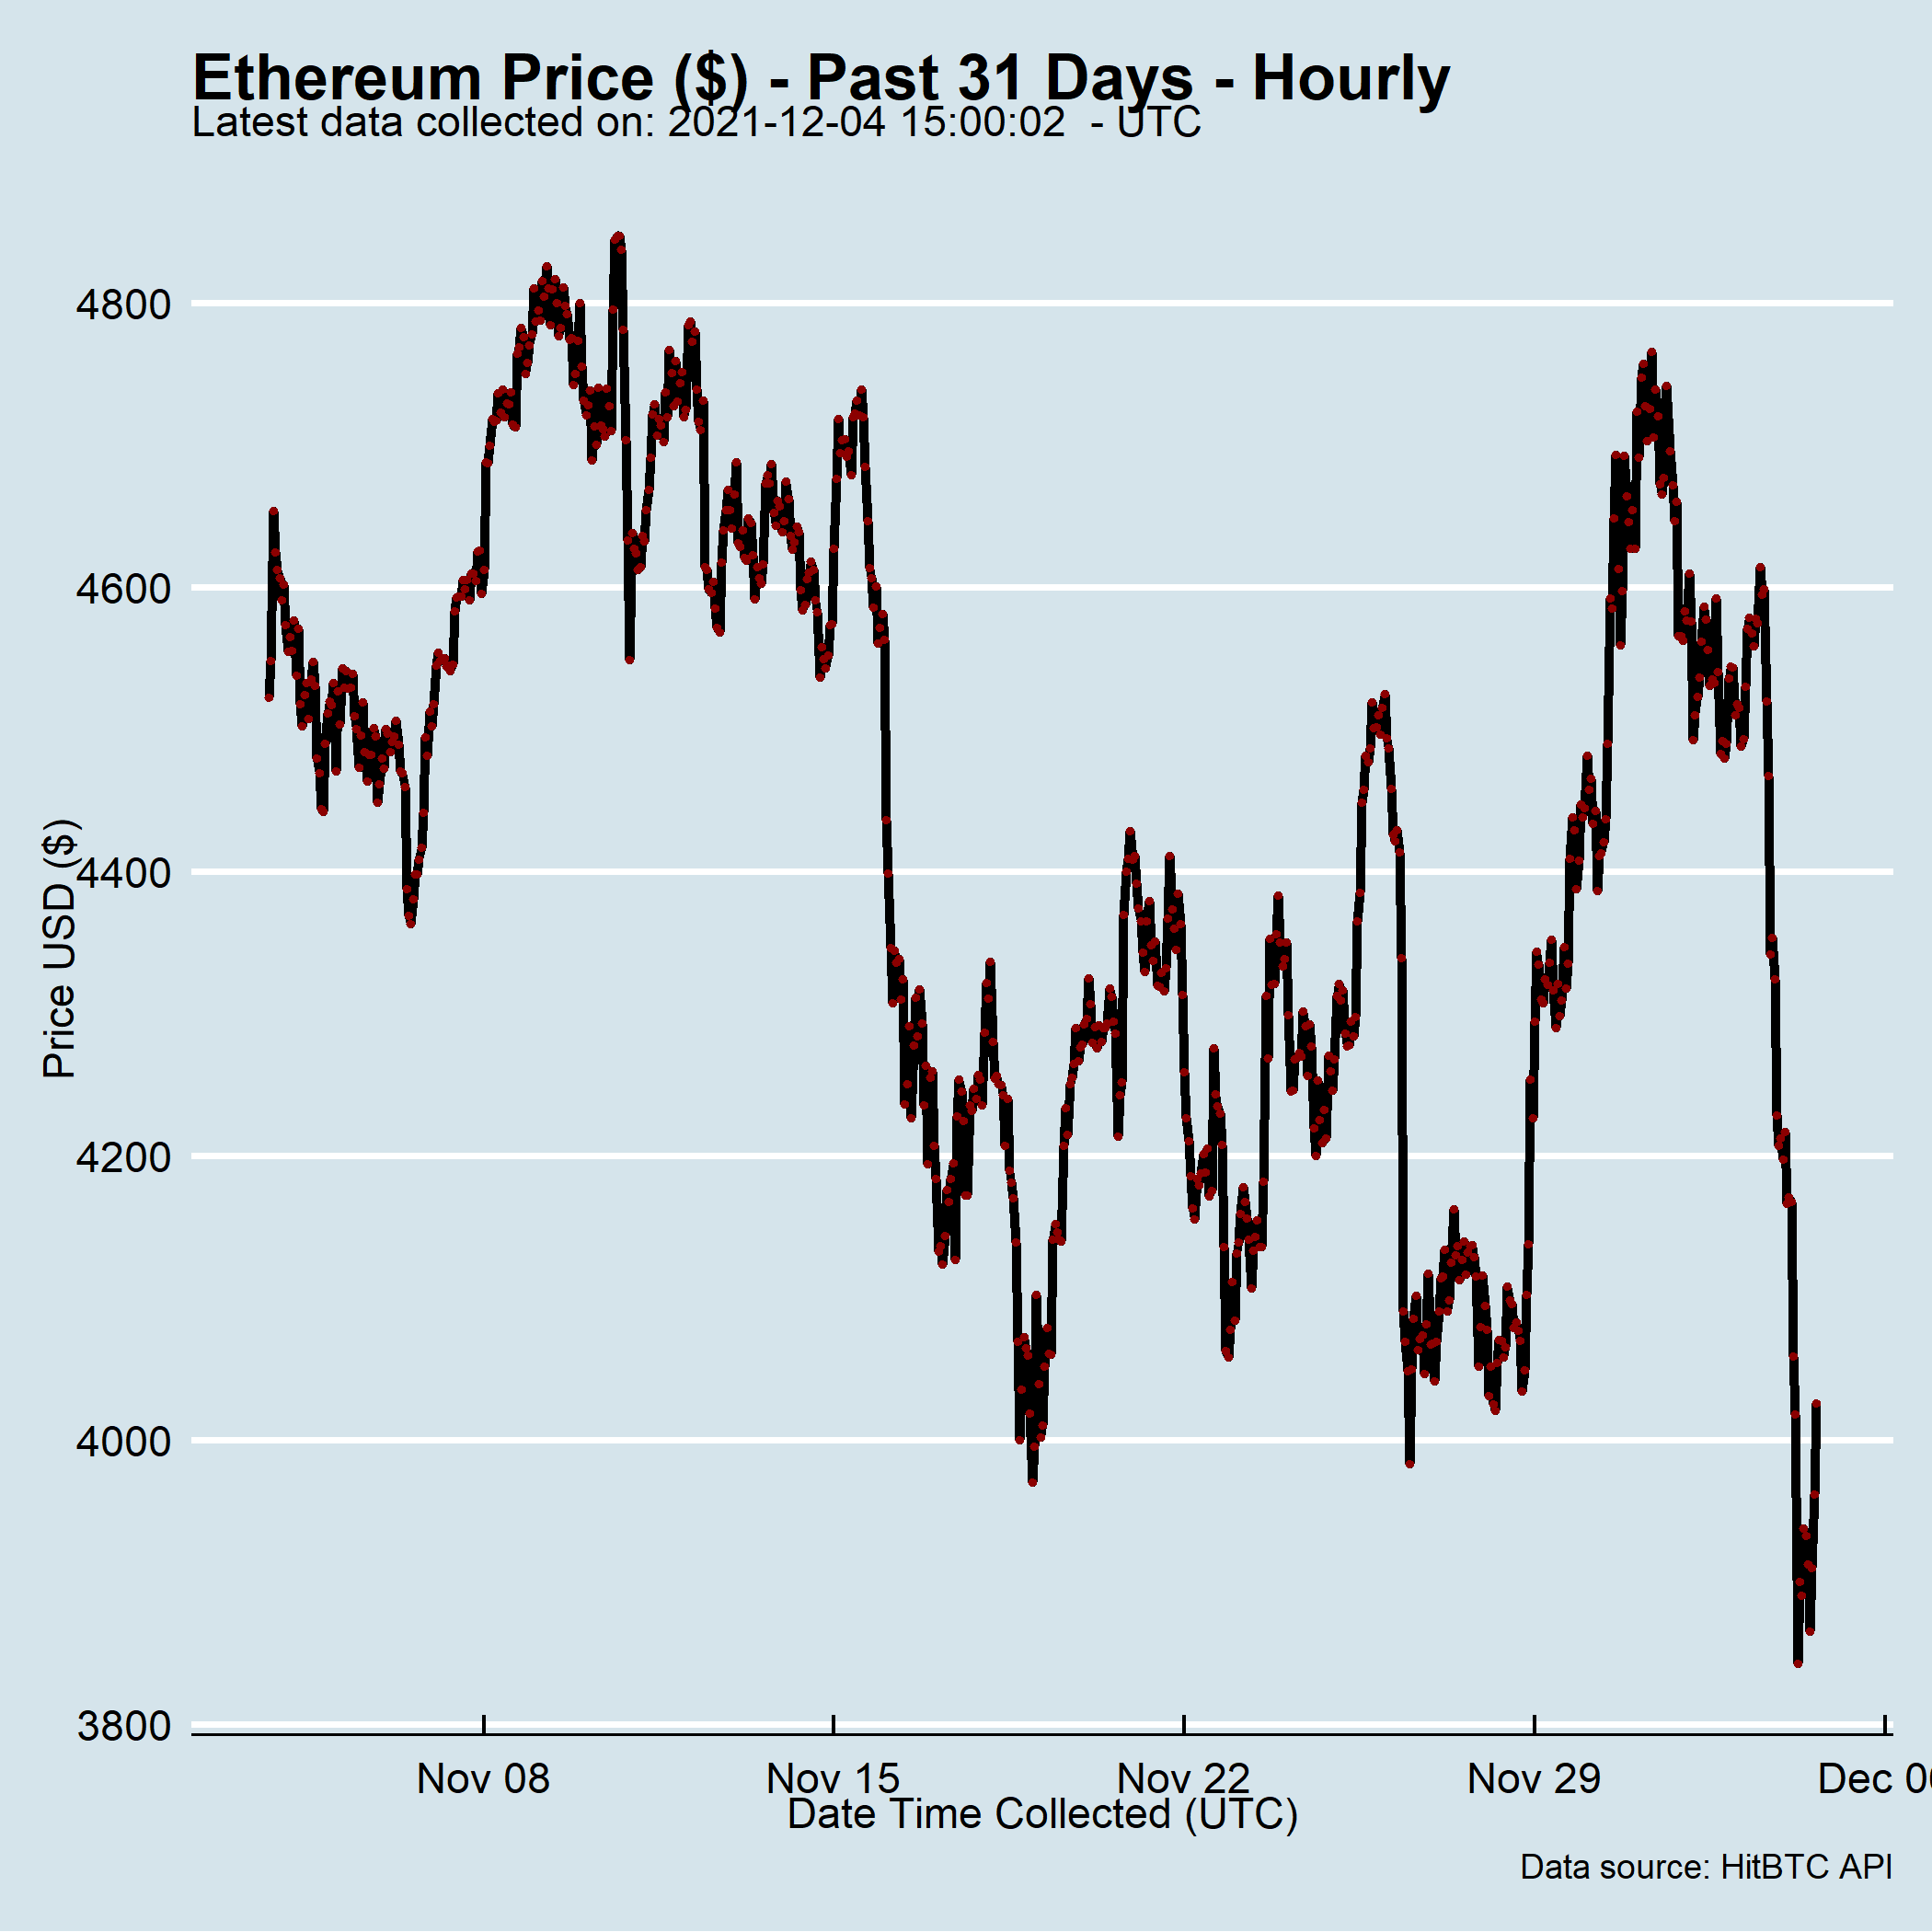 Ethereum Price ($) - Past 31 Days - Hourly
Latest data collected on: 2021-12-04 15:00:02  - UTC
4800
4600
4400
4200
4000
3800
Price USD ($)
Nov 08
Nov 15
Nov 22
Nov 29
Dec 0
Date Time Collected (UTC)
Data source: HitBTC API